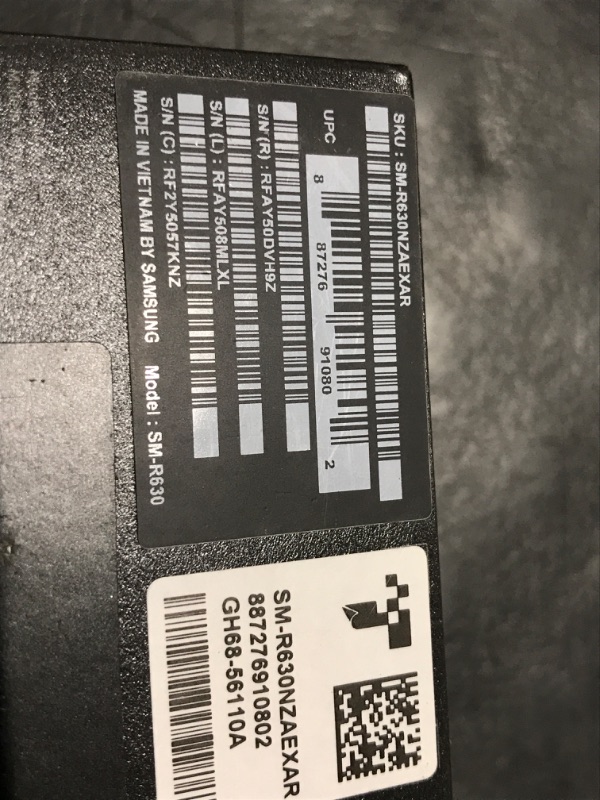 SKU : SM-R630NZAEXAR
UPC
8 87276 91080 2
S/N (R) : RFAY50DVH9Z
S/N (L) : RFAY508MLXL
S/N (C) : RF2Y5057KNZ
MADE IN VIETNAM BY SAMSUNG Model : SM-R630
SM-R630NZAEXAR
887276910802
GH68-56110A